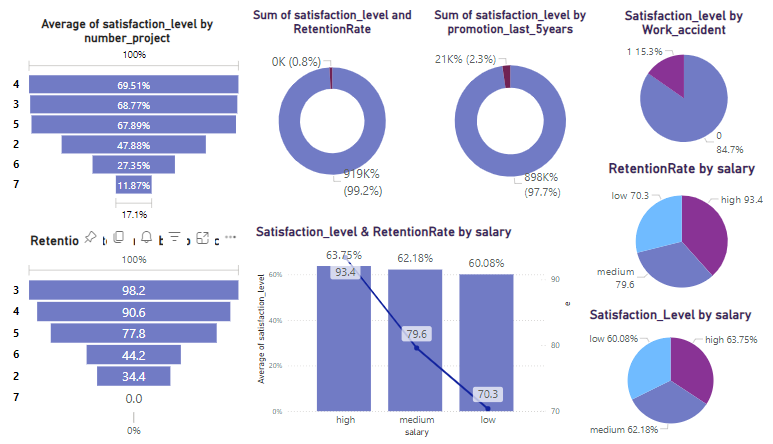 Average of satisfaction_level by
number_project
100%
4 69.51%
3 68.77%
5 67.89%
2 47.88%
6 27.35%
7 11.87%
17.1%
Sum of satisfaction_level and
RetentionRate
0K (0.8%)
919K%
(99.2%)
Sum of satisfaction_level by
promotion_last_5years
21K% (2.3%)
898K%
(97.7%)
Satisfaction_level by
Work_accident
1 15.3%
0
84.7%
RetentionRate by salary
low 70.3
high 93.4
medium
79.6
Retentio
100%
3 98.2
4 90.6
5 77.8
6 44.2
2 34.4
7 0.0
0%
Satisfaction_level & RetentionRate by salary
63.75%
62.18%
60.08%
93.4
79.6
70.3
Average of satisfaction_level
60%
40%
20%
0%
90
80
70
e
high
medium
low
salary
Satisfaction_Level by salary
low 60.08%
high 63.75%
medium 62.18%